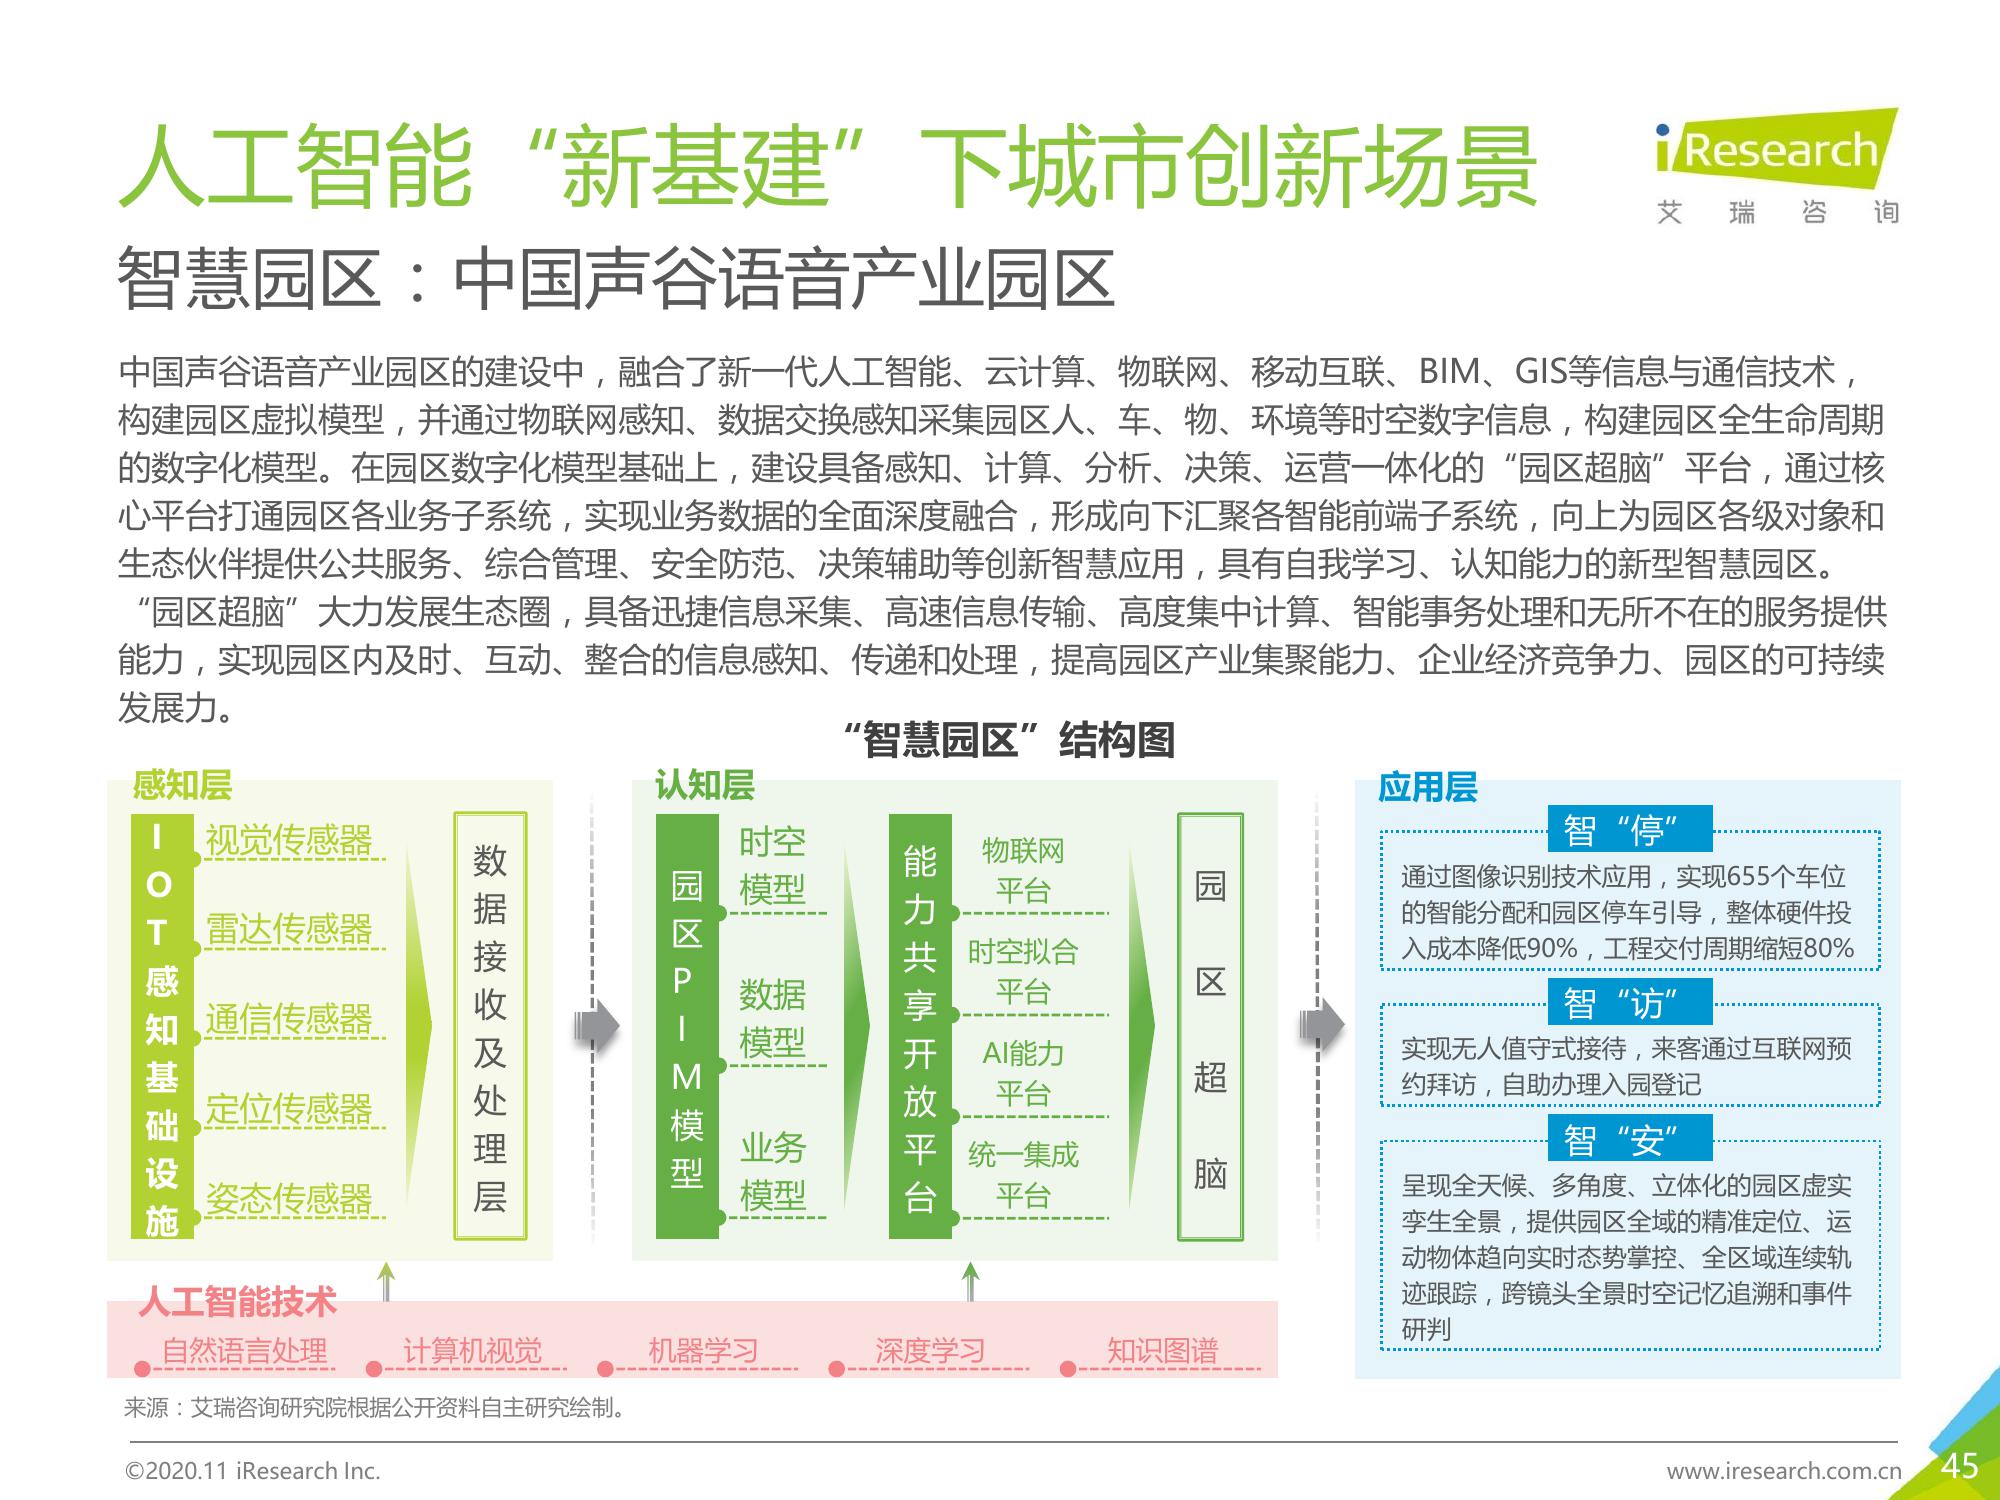 人工智能“新基建”下城市创新场景
iResearch
艾瑞咨询
智慧园区：中国声谷语音产业园区
中国声谷语音产业园区的建设中，融合了新一代人工智能、云计算、物联网、移动互联、BIM、GIS等信息与通信技术，
构建园区虚拟模型，并通过物联网感知、数据交换感知采集园区人、车、物、环境等时空数字信息，构建园区全生命周期
的数字化模型。在园区数字化模型基础上，建设具备感知、计算、分析、决策、运营一体化的“园区超脑”平台，通过核
心平台打通园区各业务子系统，实现业务数据的全面深度融合，形成向下汇聚各智能前端子系统，向上为园区各级对象和
生态伙伴提供公共服务、综合管理、安全防范、决策辅助等创新智慧应用，具有自我学习、认知能力的新型智慧园区。
“园区超脑”大力发展生态圈，具备迅捷信息采集、高速信息传输、高度集中计算、智能事务处理和无所不在的服务提供
能力，实现园区内及时、互动、整合的信息感知、传递和处理，提高园区产业集聚能力、企业经济竞争力、园区的可持续
发展力。
“智慧园区”结构图
感知层
IOT感知基础设施
视觉传感器
雷达传感器
通信传感器
定位传感器
姿态传感器
数据接收及处理层
认知层
园区PIM模型
时空
模型
数据
模型
业务
模型
能力共享开放平台
物联网
平台
时空拟合
平台
AI能力
平台
统一集成
平台
园区超脑
应用层
智“停”
通过图像识别技术应用，实现655个车位
的智能分配和园区停车引导，整体硬件投
入成本降低90%，工程交付周期缩短80%
智“访”
实现无人值守式接待，来客通过互联网预
约拜访，自助办理入园登记
智“安”
呈现全天候、多角度、立体化的园区虚实
孪生全景，提供园区全域的精准定位、运
动物体趋向实时态势掌控、全区域连续轨
迹跟踪，跨镜头全景时空记忆追溯和事件
研判
人工智能技术
自然语言处理
计算机视觉
机器学习
深度学习
知识图谱
来源：艾瑞咨询研究院根据公开资料自主研究绘制。
©2020.11 iResearch Inc.
www.iresearch.com.cn
45